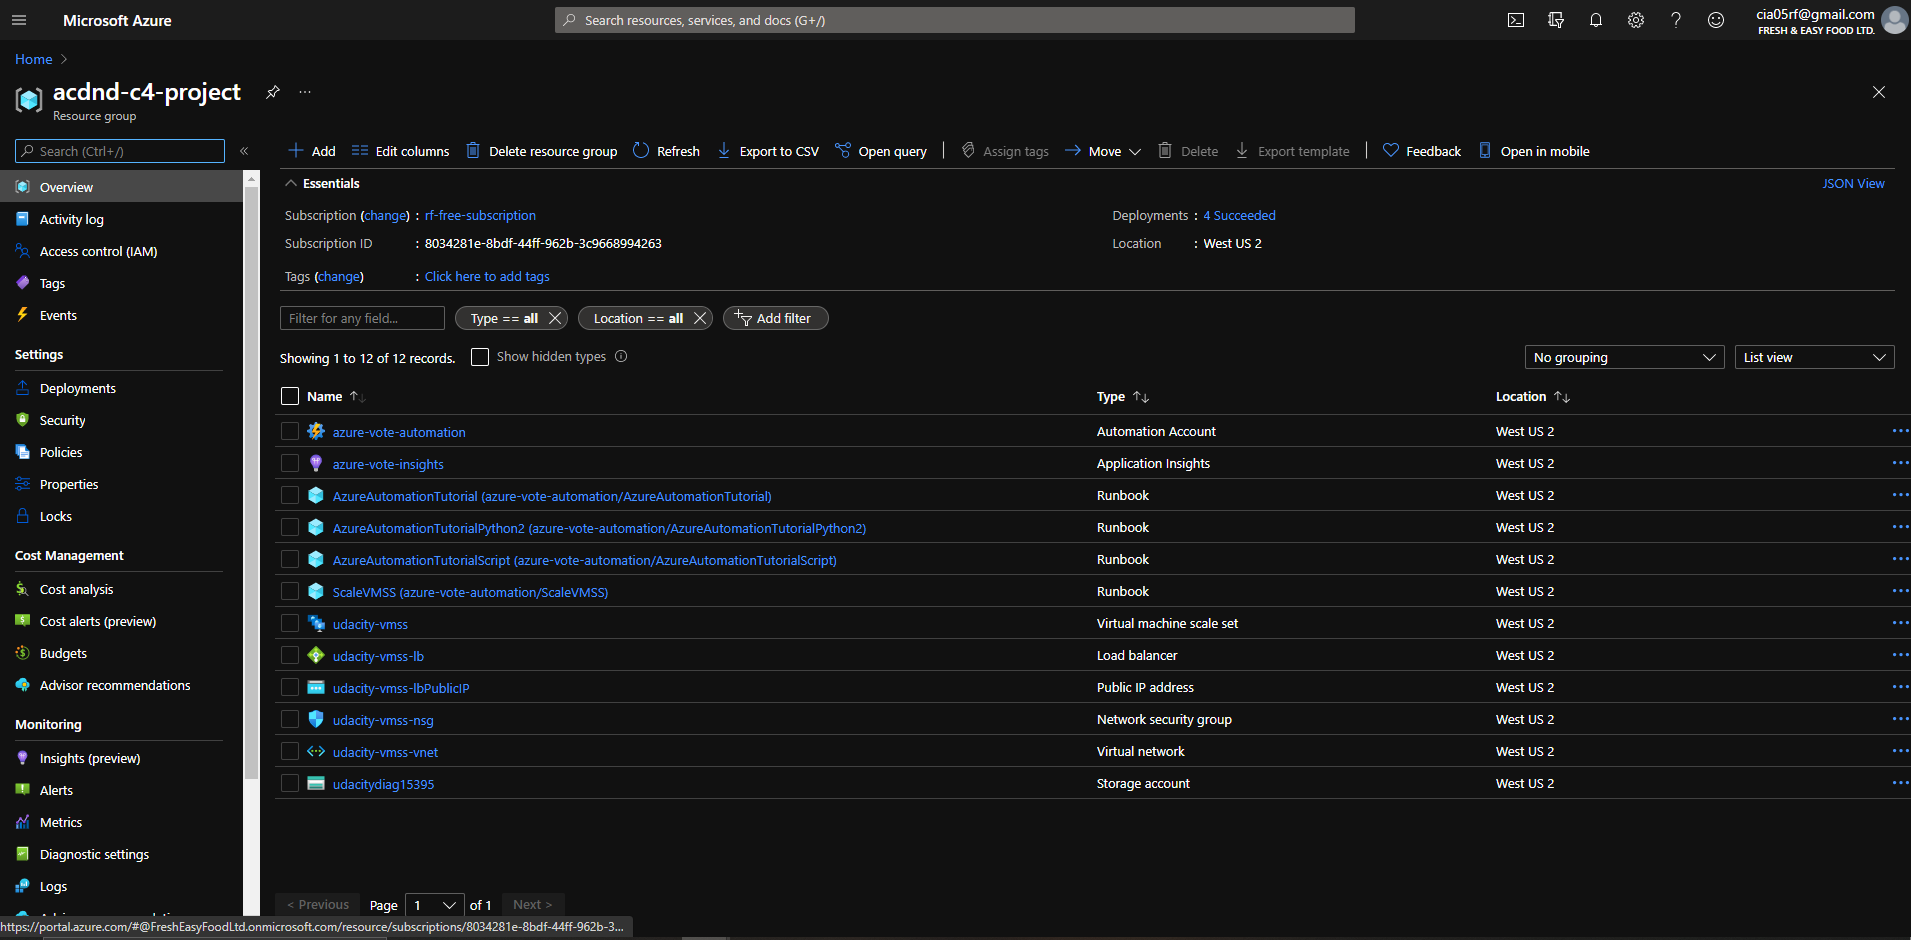 Microsoft Azure
Search resources, services, and docs (G+/)
cia05rf@gmail.com
FRESH & EASY FOOD LTD.
Home
acdnd-c4-project
Resource group
Search (Ctrl+/)
Add
Edit columns
Delete resource group
Refresh
Export to CSV
Open query
Assign tags
Move
Delete
Export template
Feedback
Open in mobile
Overview
Activity log
Access control (IAM)
Tags
Events
Settings
Deployments
Security
Policies
Properties
Locks
Cost Management
Cost analysis
Cost alerts (preview)
Budgets
Advisor recommendations
Monitoring
Insights (preview)
Alerts
Metrics
Diagnostic settings
Logs
Essentials
JSON View
Subscription (change) : rf-free-subscription
Deployments : 4 Succeeded
Subscription ID : 8034281e-8bdf-44ff-962b-3c9668994263
Location : West US 2
Tags (change) : Click here to add tags
Filter for any field...
Type == all
Location == all
Add filter
Showing 1 to 12 of 12 records.
Show hidden types
No grouping
List view
Name Type Location
azure-vote-automation Automation Account West US 2
azure-vote-insights Application Insights West US 2
AzureAutomationTutorial (azure-vote-automation/AzureAutomationTutorial) Runbook West US 2
AzureAutomationTutorialPython2 (azure-vote-automation/AzureAutomationTutorialPython2) Runbook West US 2
AzureAutomationTutorialScript (azure-vote-automation/AzureAutomationTutorialScript) Runbook West US 2
ScaleVMSS (azure-vote-automation/ScaleVMSS) Runbook West US 2
udacity-vmss Virtual machine scale set West US 2
udacity-vmss-lb Load balancer West US 2
udacity-vmss-lbPublicIP Public IP address West US 2
udacity-vmss-nsg Network security group West US 2
udacity-vmss-vnet Virtual network West US 2
udacitydiag15395 Storage account West US 2
< Previous Page 1 of 1 Next >
https://portal.azure.com/#@FreshEasyFoodLtd.onmicrosoft.com/resource/subscriptions/8034281e-8bdf-44ff-962b-3...